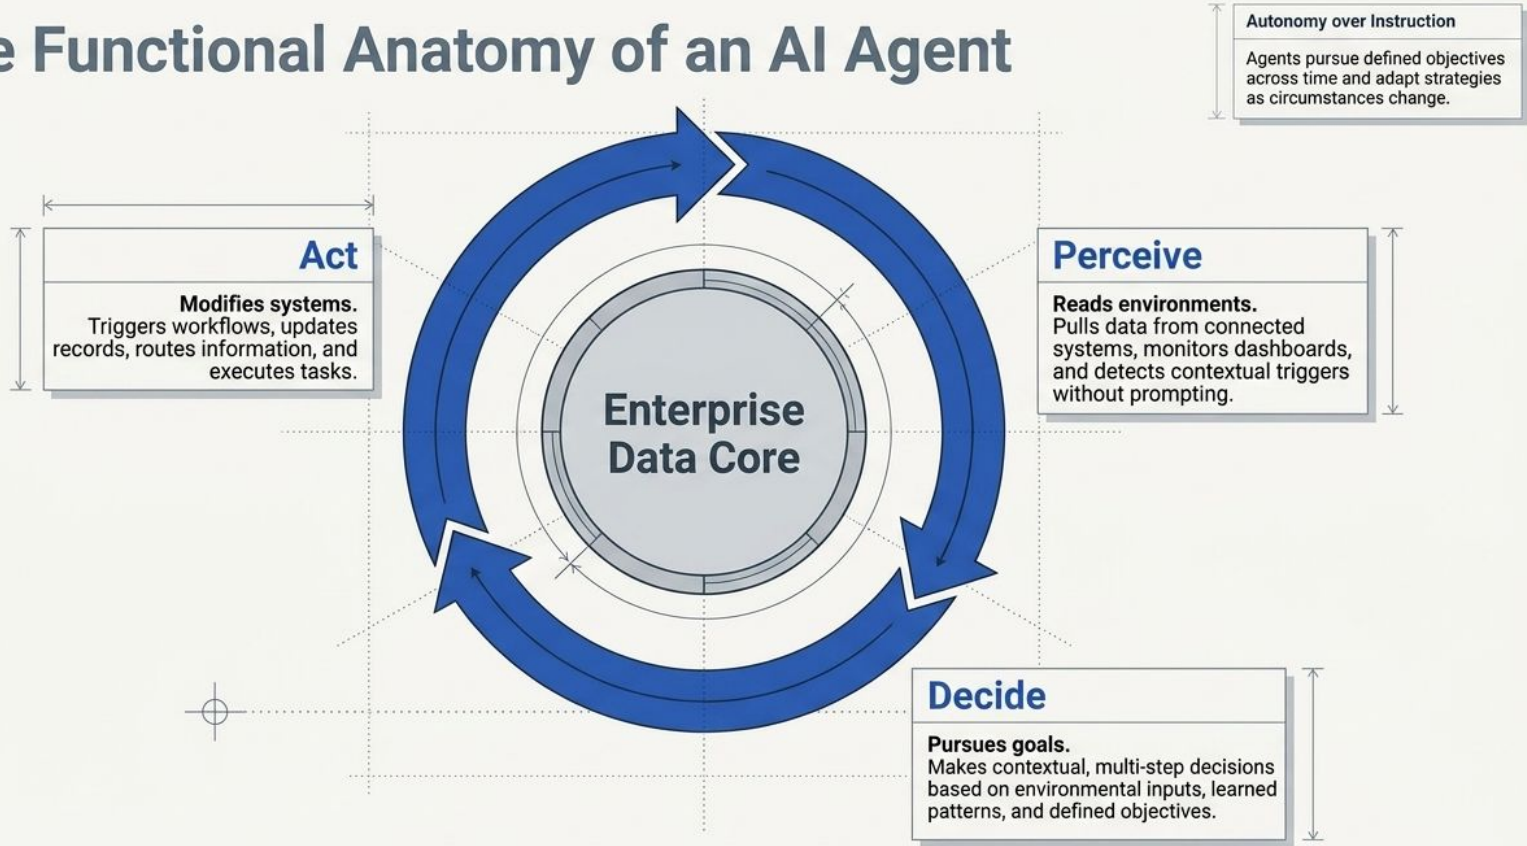 e Functional Anatomy of an AI Agent
Autonomy over Instruction
Agents pursue defined objectives
across time and adapt strategies
as circumstances change.
Act
Modifies systems.
Triggers workflows, updates
records, routes information, and
executes tasks.
Perceive
Reads environments.
Pulls data from connected
systems, monitors dashboards,
and detects contextual triggers
without prompting.
Enterprise
Data Core
Decide
Pursues goals.
Makes contextual, multi-step decisions
based on environmental inputs, learned
patterns, and defined objectives.